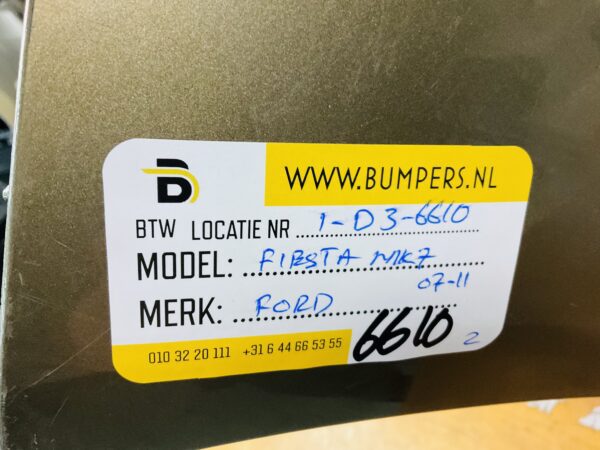 WWW.BUMPERS.NL
BTW LOCATIE NR 1-D3-6610
MODEL: FIESTA MK7
07-11
MERK: FORD
6610 2
010 32 20 111 +31 6 44 66 53 55